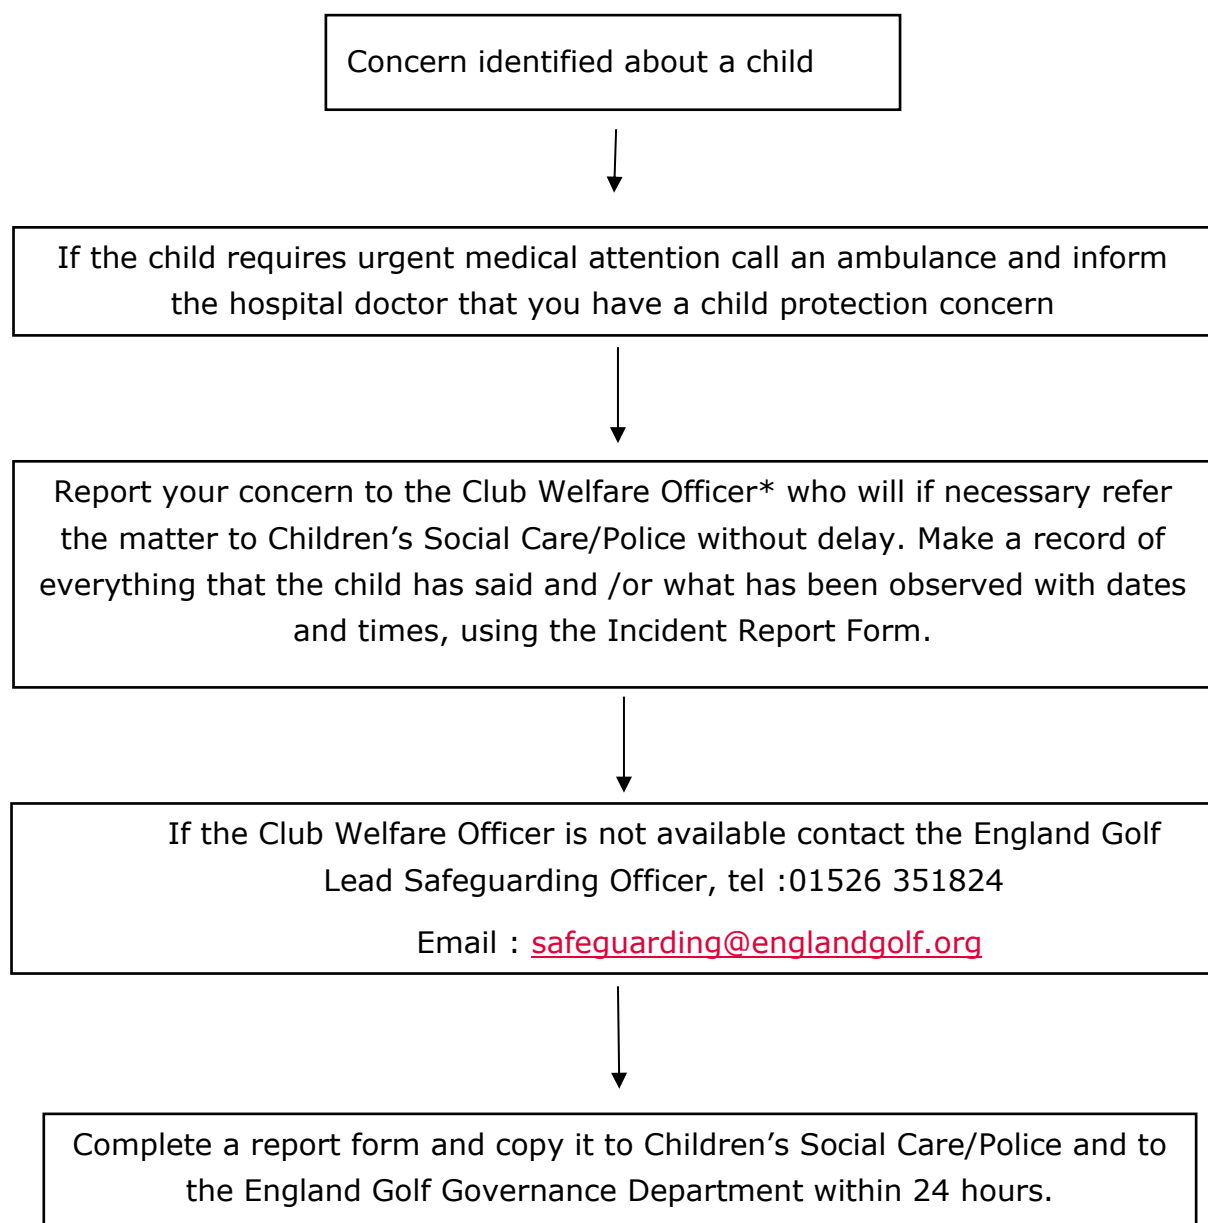 Concern identified about a child
If the child requires urgent medical attention call an ambulance and inform
the hospital doctor that you have a child protection concern
Report your concern to the Club Welfare Officer* who will if necessary refer
the matter to Children’s Social Care/Police without delay. Make a record of
everything that the child has said and /or what has been observed with dates
and times, using the Incident Report Form.
If the Club Welfare Officer is not available contact the England Golf
Lead Safeguarding Officer, tel :01526 351824
Email : safeguarding@englandgolf.org
Complete a report form and copy it to Children’s Social Care/Police and to
the England Golf Governance Department within 24 hours.